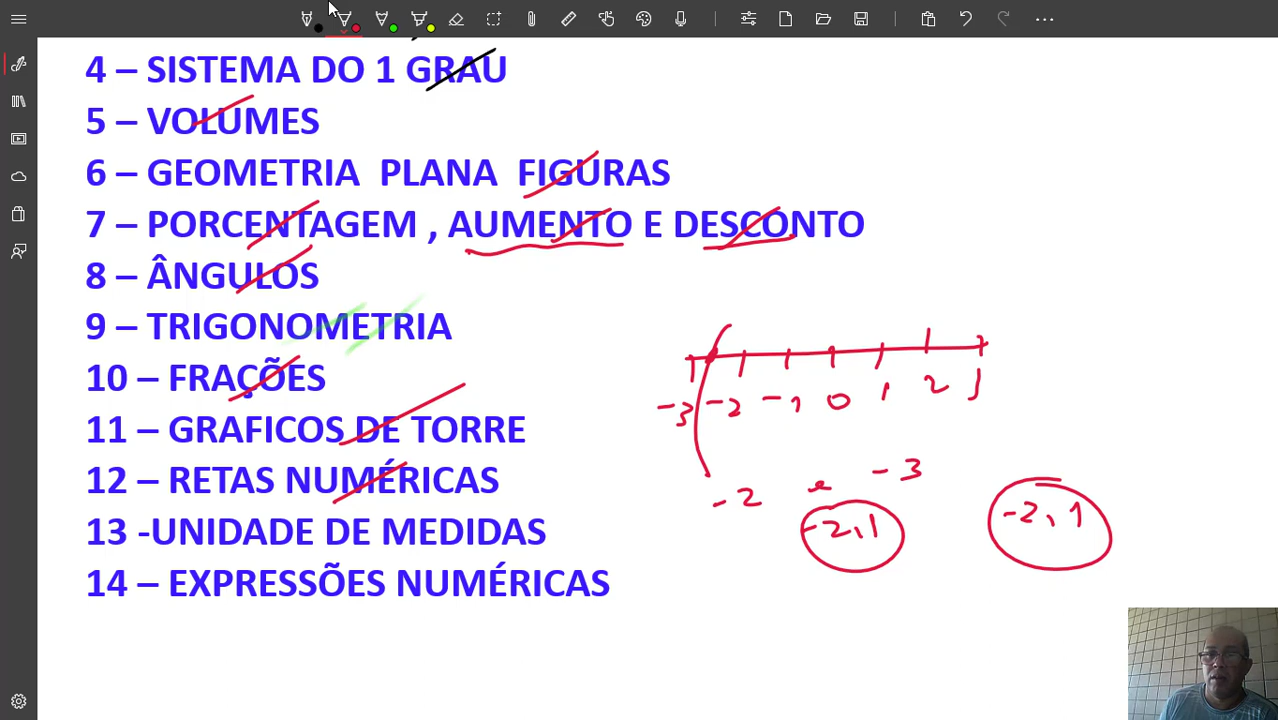 4 – SISTEMA DO 1 GRAU
5 – VOLUMES
6 – GEOMETRIA PLANA FIGURAS
7 – PORCENTAGEM , AUMENTO E DESCONTO
8 – ÂNGULOS
9 – TRIGONOMETRIA
10 – FRAÇÕES
11 – GRAFICOS DE TORRE
12 – RETAS NUMÉRICAS
13 -UNIDADE DE MEDIDAS
14 – EXPRESSÕES NUMÉRICAS
-3 -2 -1 0 1 2 3
-2 e -3
-2,1
-2,1